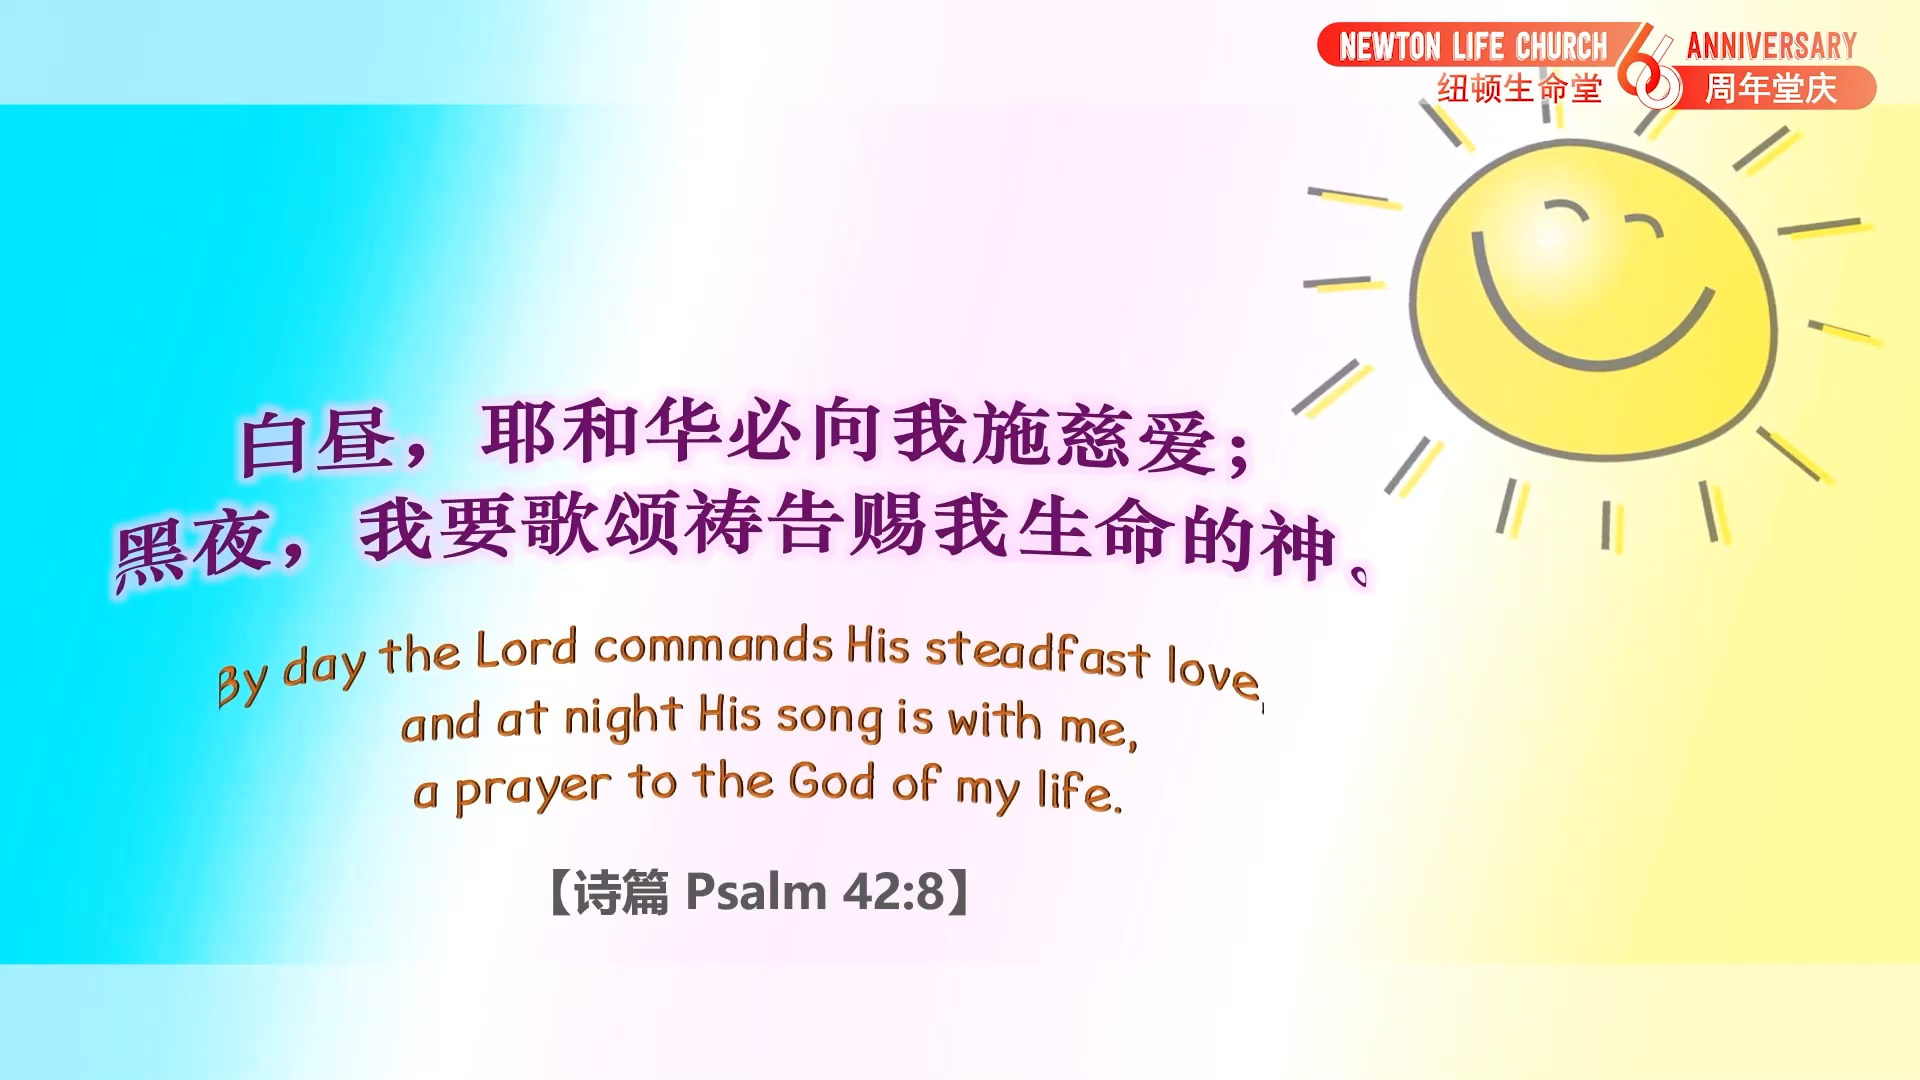 NEWTON LIFE CHURCH 66 ANNIVERSARY
纽顿生命堂 周年堂庆
白昼，耶和华必向我施慈爱；
黑夜，我要歌颂祷告赐我生命的神。
By day the Lord commands His steadfast love,
and at night His song is with me,
a prayer to the God of my life.
【诗篇 Psalm 42:8】